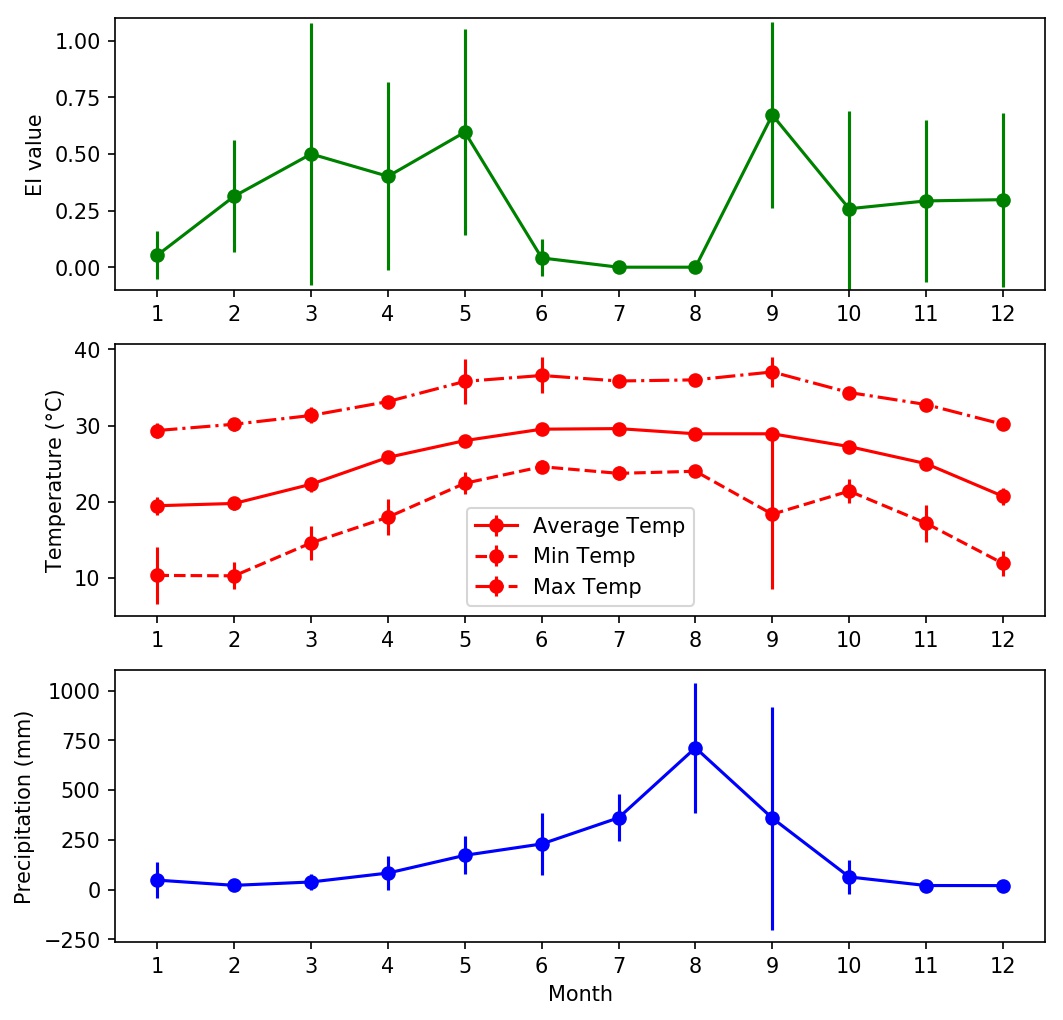 EI value
1.00
0.75
0.50
0.25
0.00
1 2 3 4 5 6 7 8 9 10 11 12
Temperature (°C)
40
30
20
10
Average Temp
Min Temp
Max Temp
1 2 3 4 5 6 7 8 9 10 11 12
Precipitation (mm)
1000
750
500
250
0
−250
1 2 3 4 5 6 7 8 9 10 11 12
Month